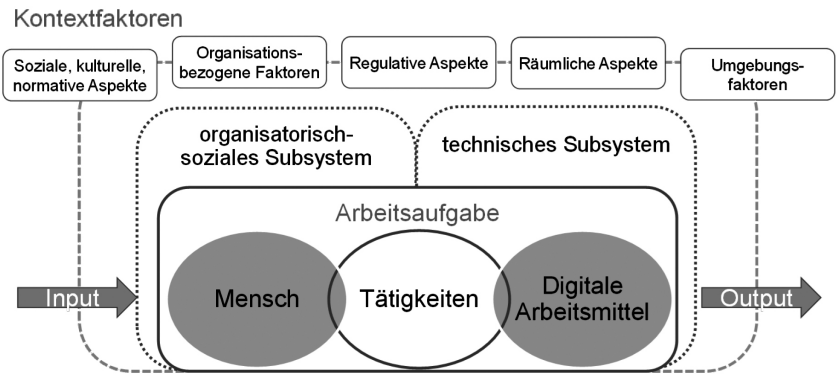 Kontextfaktoren
Soziale, kulturelle,
normative Aspekte
Organisations-
bezogene Faktoren
Regulative Aspekte
Räumliche Aspekte
Umgebungs-
faktoren
organisatorisch-
soziales Subsystem
technisches Subsystem
Arbeitsaufgabe
Input
Mensch
Tätigkeiten
Digitale
Arbeitsmittel
Output